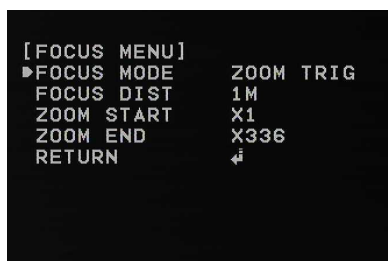 [FOCUS MENU]
FOCUS MODE ZOOM TRIG
FOCUS DIST 1M
ZOOM START X1
ZOOM END X336
RETURN ↲